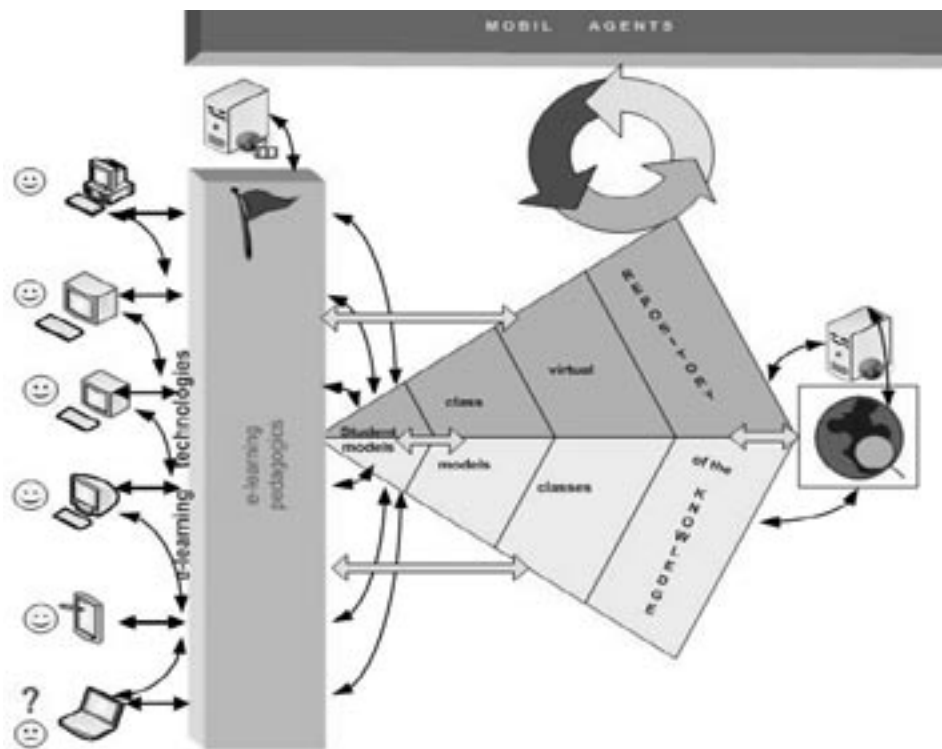 MOBIL AGENTS
e-learning technologies
e-learning
pedagogics
Student
models
class
models
virtual
classes
REPOSITORY
of the
KNOWLEDGE
?